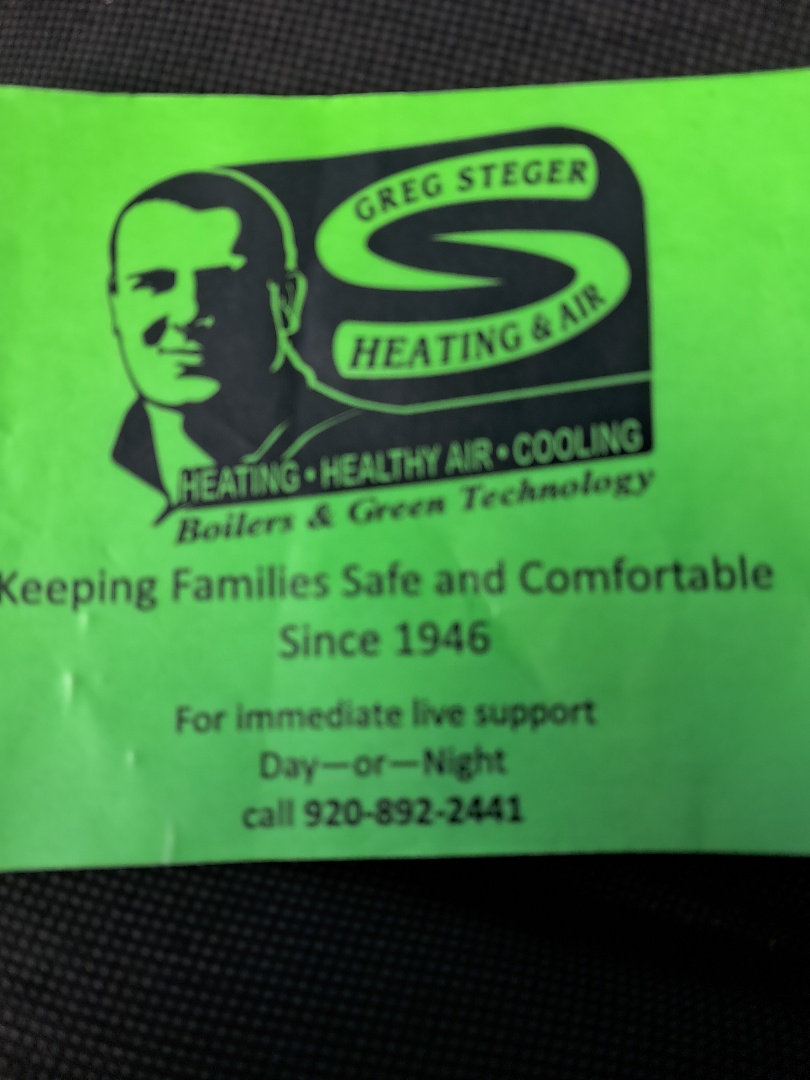 GREG STEGER
HEATING & AIR
HEATING • HEALTHY AIR • COOLING
Boilers & Green Technology
Keeping Families Safe and Comfortable
Since 1946
For immediate live support
Day—or—Night
call 920-892-2441